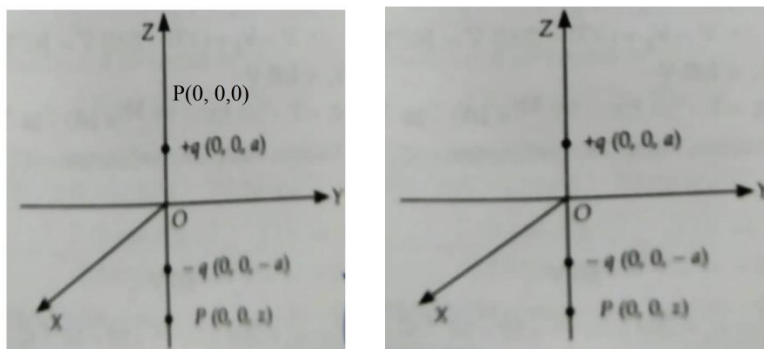 Z
P(0, 0,0)
+q (0, 0, a)
Y
O
−q (0, 0, −a)
X
P (0, 0, z)
Z
+q (0, 0, a)
Y
O
−q (0, 0, −a)
X
P (0, 0, z)